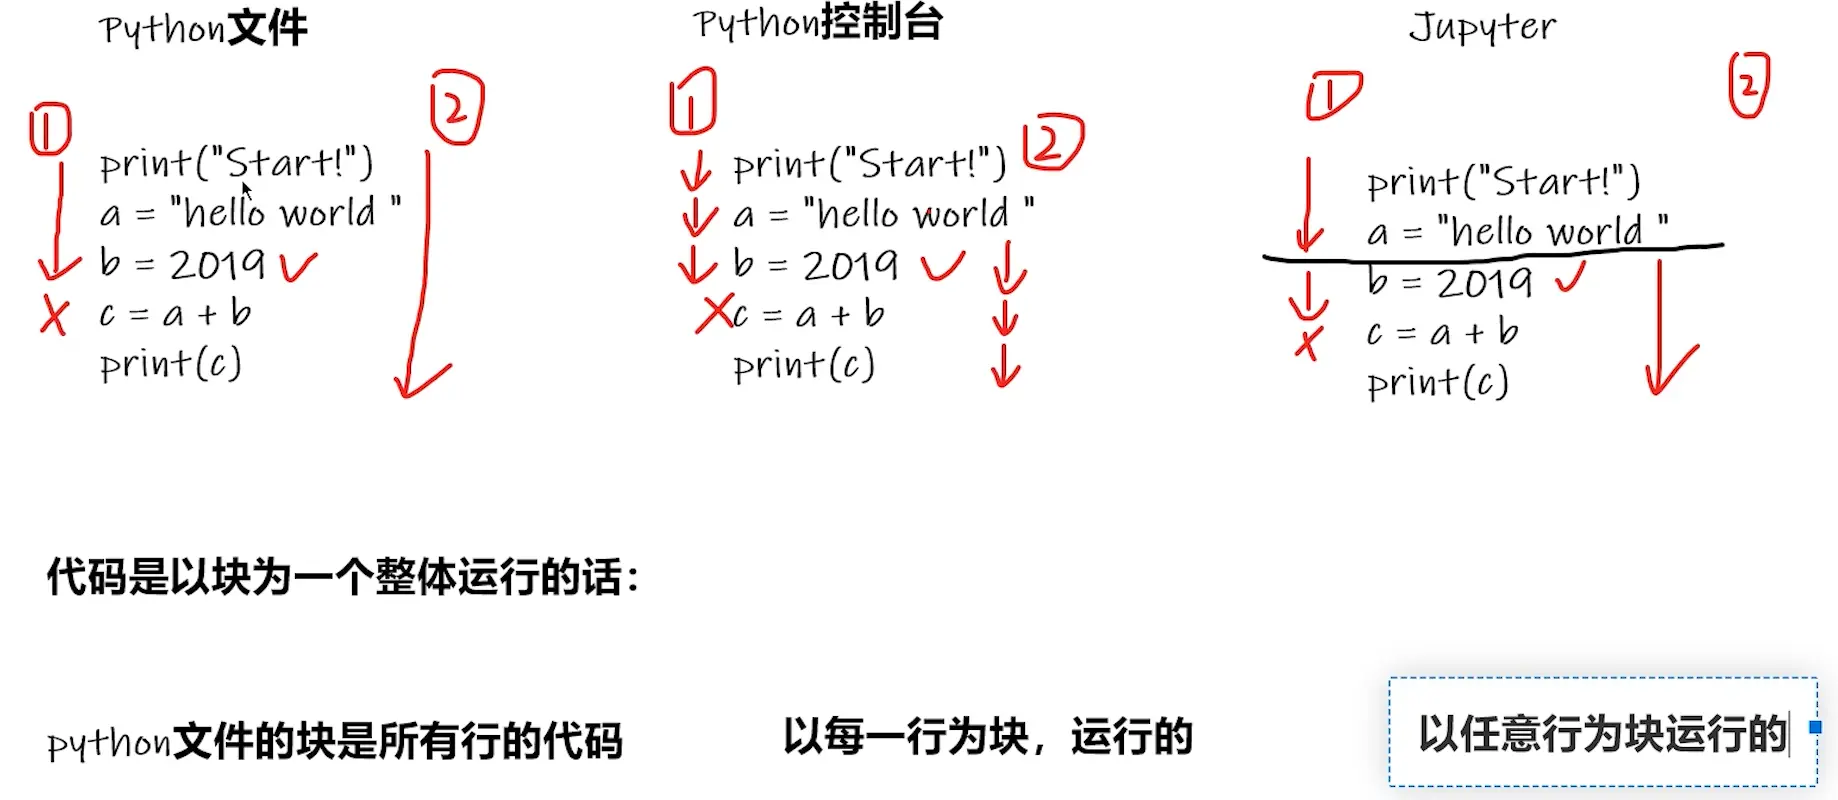 Python文件
①
②
print("Start!")
a = "hello world "
b = 2019 ✓
× c = a + b
print(c)
Python控制台
①
②
print("Start!")
a = "hello world "
b = 2019 ✓
× c = a + b
print(c)
Jupyter
①
②
print("Start!")
a = "hello world "
b = 2019 ✓
× c = a + b
print(c)
代码是以块为一个整体运行的话：
python文件的块是所有行的代码
以每一行为块，运行的
以任意行为块运行的